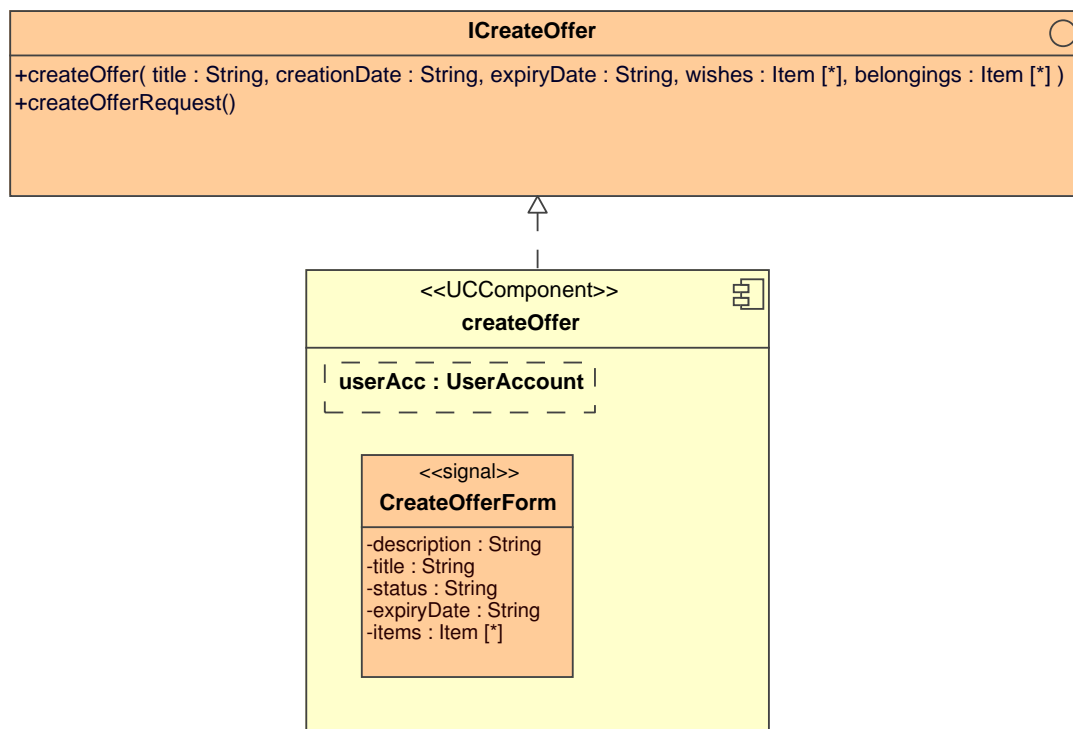 ICreateOffer
+createOffer( title : String, creationDate : String, expiryDate : String, wishes : Item [*], belongings : Item [*] )
+createOfferRequest()
<<UCComponent>>
createOffer
userAcc : UserAccount
<<signal>>
CreateOfferForm
-description : String
-title : String
-status : String
-expiryDate : String
-items : Item [*]